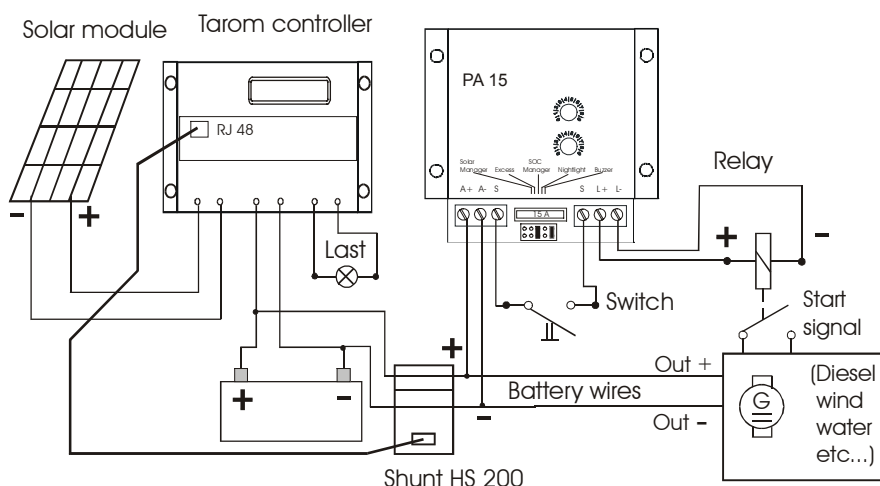 Solar module
Tarom controller
RJ 48
PA 15
Solar
Manager
Excess
SOC
Manager
Nightlight
Buzzer
A+ A- S
S L+ L-
15 A
Relay
- +
+ -
Last
Switch
Start
signal
+
Out +
Battery wires
+ -
-
Out -
G
(Diesel
wind
water
etc...)
Shunt HS 200